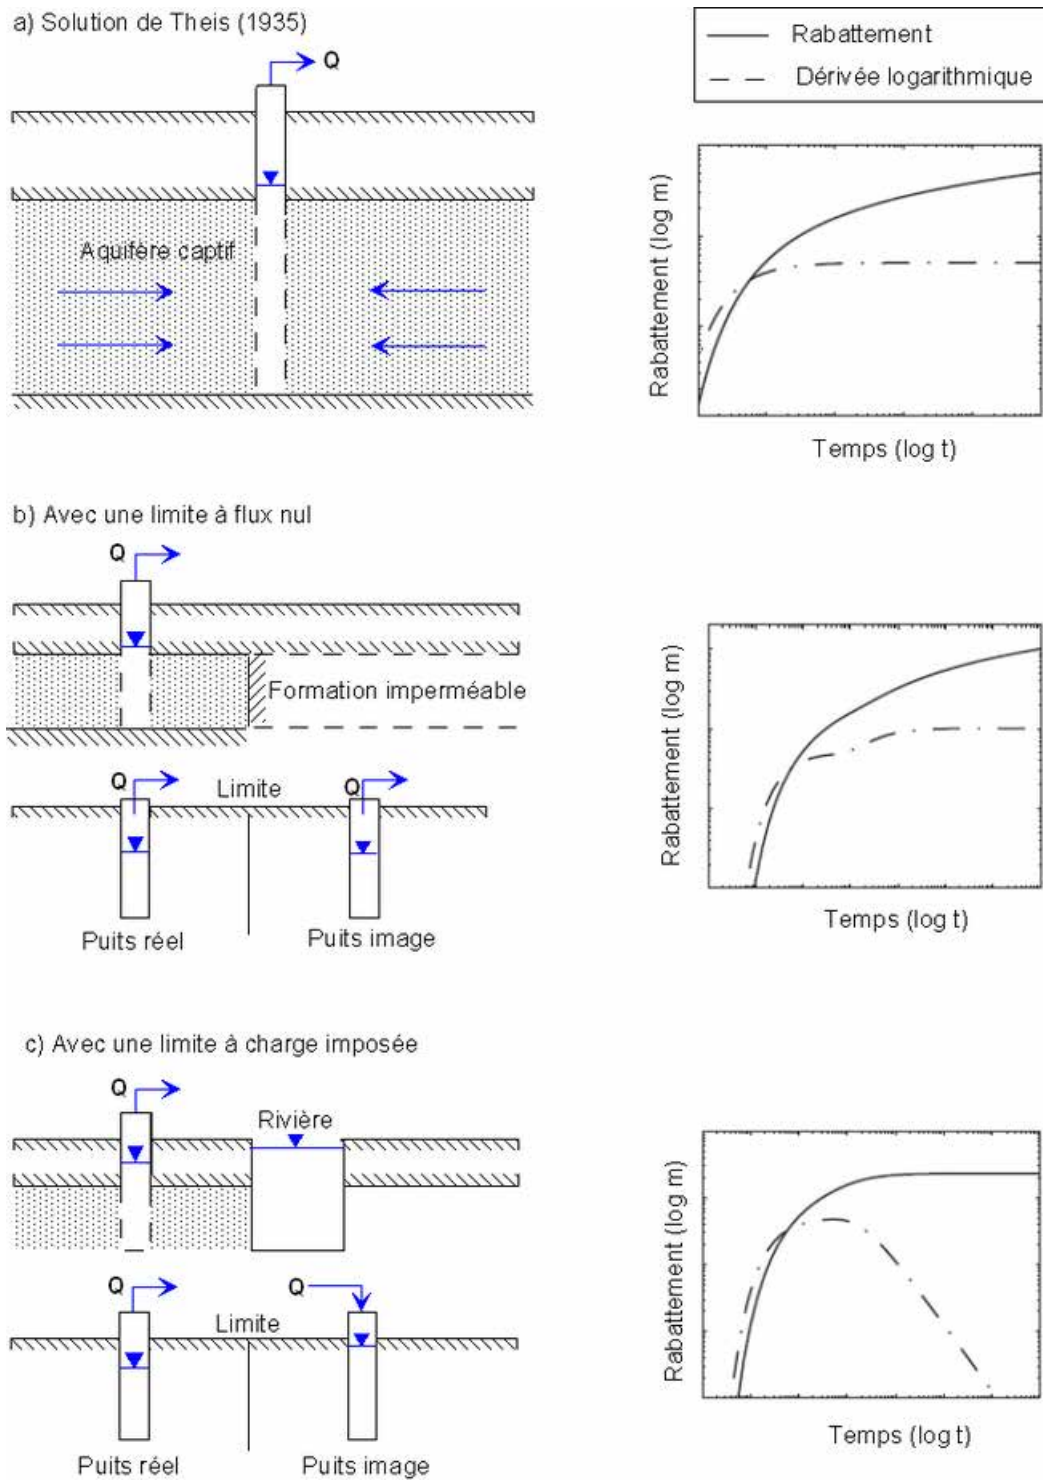 a) Solution de Theis (1935)
Q
Aquifère captif
Rabattement
Dérivée logarithmique
Rabattement (log m)
Temps (log t)
b) Avec une limite à flux nul
Q
Formation imperméable
Q
Limite
Q
Puits réel
Puits image
Rabattement (log m)
Temps (log t)
c) Avec une limite à charge imposée
Q
Rivière
Q
Q
Limite
Puits réel
Puits image
Rabattement (log m)
Temps (log t)